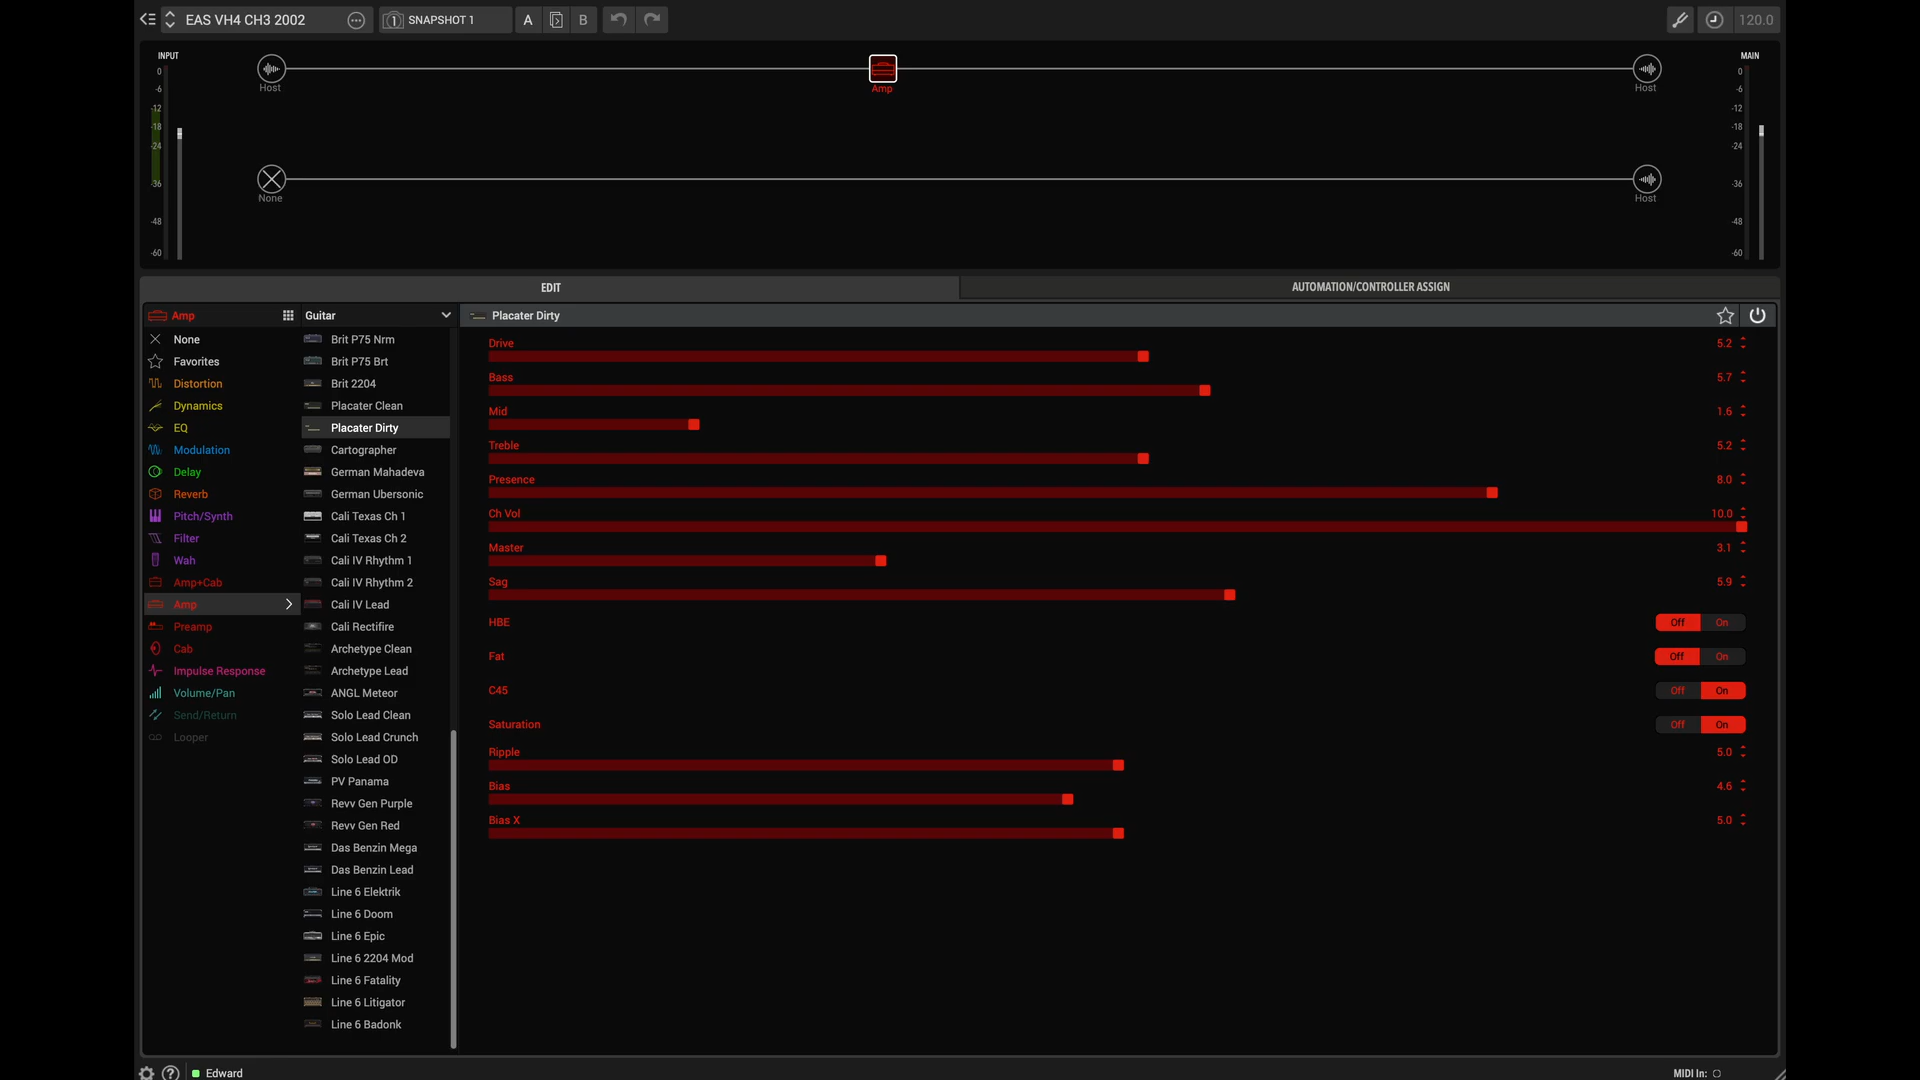 EAS VH4 CH3 2002
1 SNAPSHOT 1
A
B
120.0
INPUT
MAIN
0
-6
-12
-18
-24
-36
-48
-60
Host
Amp
Host
None
Host
0
-6
-12
-18
-24
-36
-48
-60
EDIT
AUTOMATION/CONTROLLER ASSIGN
Amp
None
Favorites
Distortion
Dynamics
EQ
Modulation
Delay
Reverb
Pitch/Synth
Filter
Wah
Amp+Cab
Amp
Preamp
Cab
Impulse Response
Volume/Pan
Send/Return
Looper
Guitar
Brit P75 Nrm
Brit P75 Brt
Brit 2204
Placater Clean
Placater Dirty
Cartographer
German Mahadeva
German Ubersonic
Cali Texas Ch 1
Cali Texas Ch 2
Cali IV Rhythm 1
Cali IV Rhythm 2
Cali IV Lead
Cali Rectifire
Archetype Clean
Archetype Lead
ANGL Meteor
Solo Lead Clean
Solo Lead Crunch
Solo Lead OD
PV Panama
Revv Gen Purple
Revv Gen Red
Das Benzin Mega
Das Benzin Lead
Line 6 Elektrik
Line 6 Doom
Line 6 Epic
Line 6 2204 Mod
Line 6 Fatality
Line 6 Litigator
Line 6 Badonk
Placater Dirty
Drive 5.2
Bass 5.7
Mid 1.6
Treble 5.2
Presence 8.0
Ch Vol 10.0
Master 3.1
Sag 5.9
HBE Off On
Fat Off On
C45 Off On
Saturation Off On
Ripple 5.0
Bias 4.6
Bias X 5.0
? Edward
MIDI In: